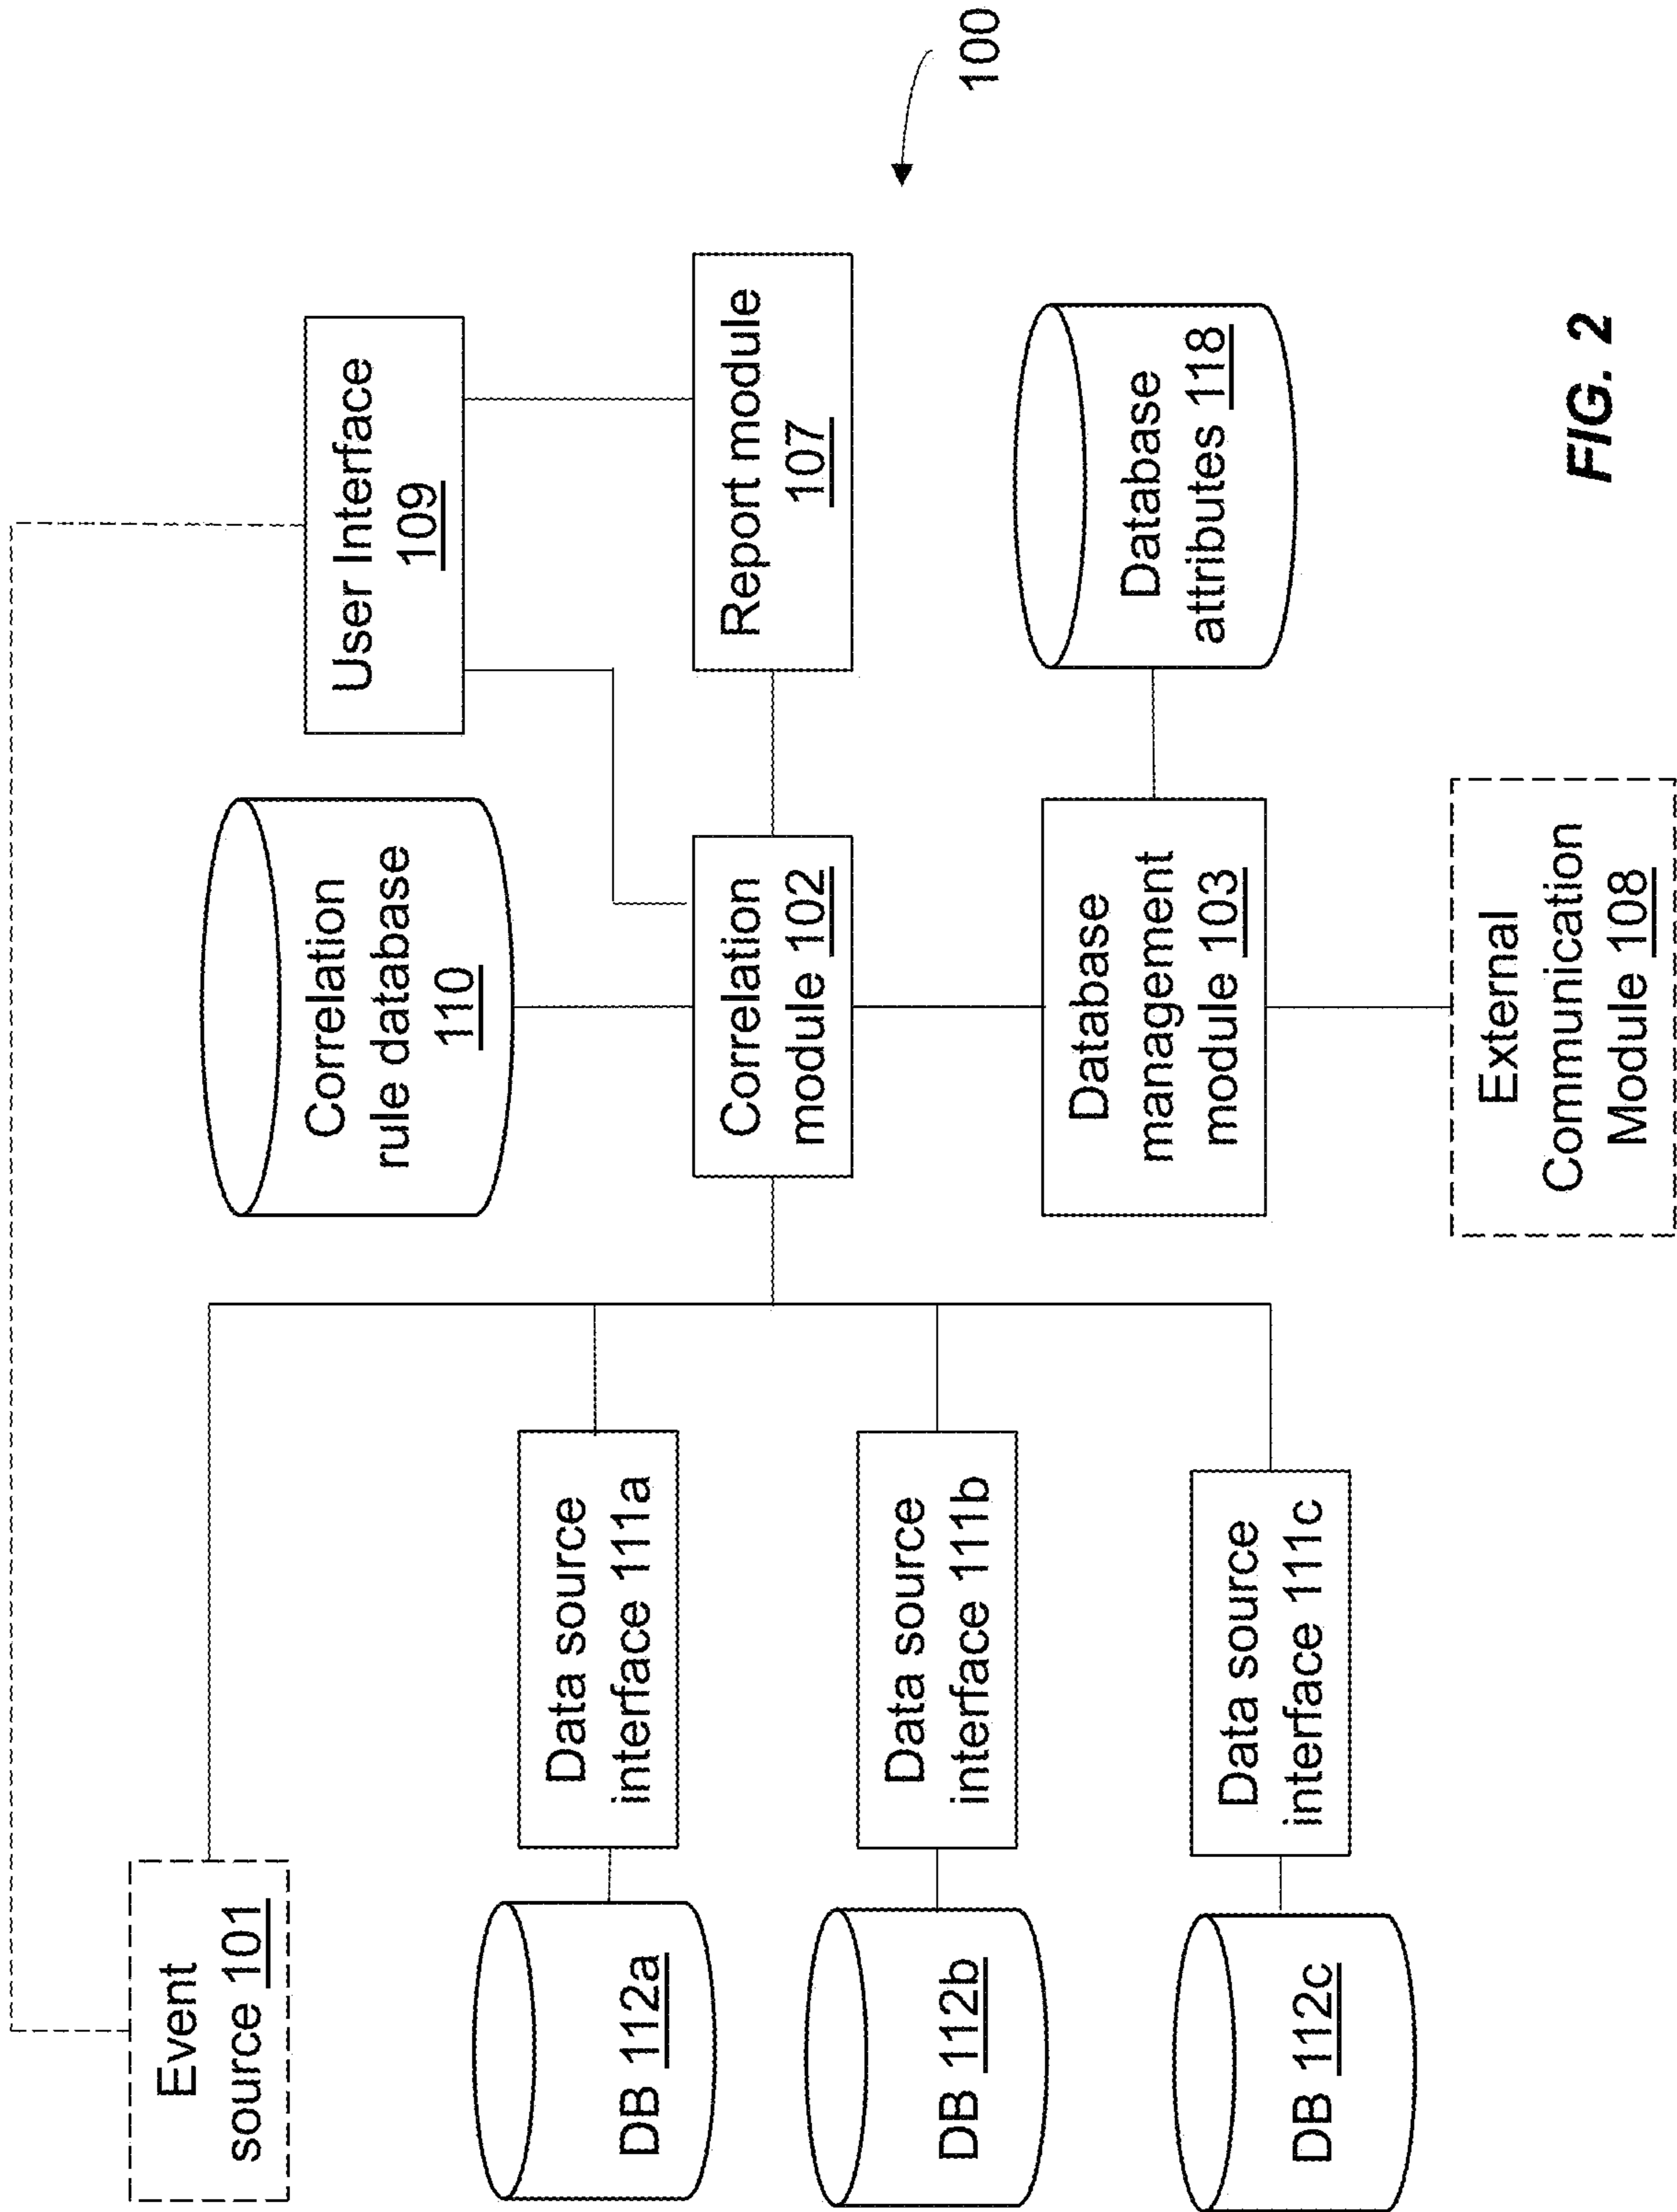 Event
source 101
Correlation
rule database
110
User Interface
109
Data source
interface 111a
DB 112a
Correlation
module 102
Report module
107
Data source
interface 111b
DB 112b
Database
management
module 103
Database
attributes 118
Data source
interface 111c
DB 112c
External
Communication
Module 108
100
FIG. 2